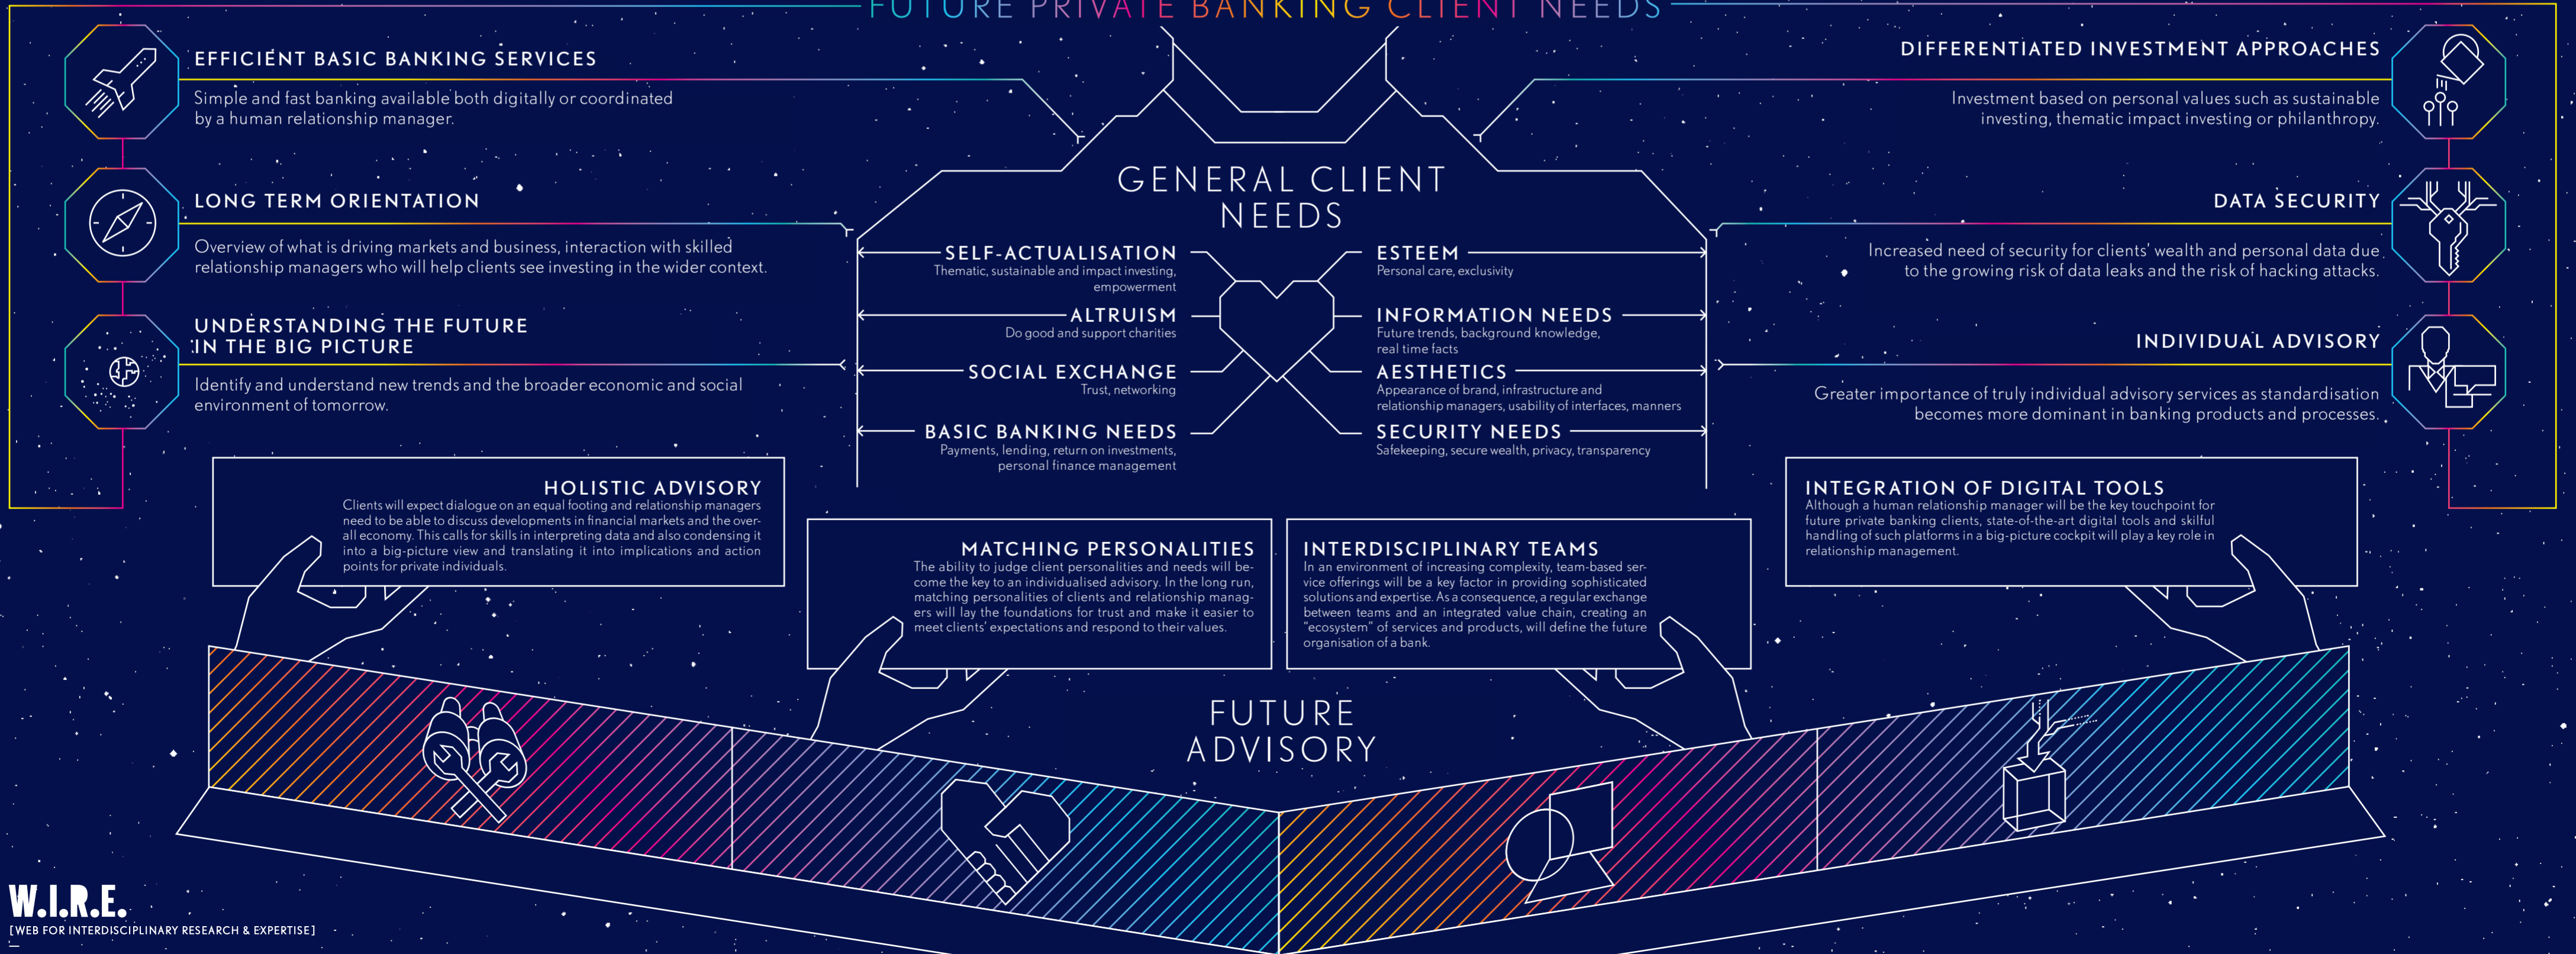 FUTURE PRIVATE BANKING CLIENT NEEDS
EFFICIENT BASIC BANKING SERVICES
Simple and fast banking available both digitally or coordinated
by a human relationship manager.
LONG TERM ORIENTATION
Overview of what is driving markets and business, interaction with skilled
relationship managers who will help clients see investing in the wider context.
UNDERSTANDING THE FUTURE
IN THE BIG PICTURE
Identify and understand new trends and the broader economic and social
environment of tomorrow.
DIFFERENTIATED INVESTMENT APPROACHES
Investment based on personal values such as sustainable
investing, thematic impact investing or philanthropy.
DATA SECURITY
Increased need of security for clients' wealth and personal data due
to the growing risk of data leaks and the risk of hacking attacks.
INDIVIDUAL ADVISORY
Greater importance of truly individual advisory services as standardisation
becomes more dominant in banking products and processes.
GENERAL CLIENT
NEEDS
SELF-ACTUALISATION
Thematic, sustainable and impact investing,
empowerment
ALTRUISM
Do good and support charities
SOCIAL EXCHANGE
Trust, networking
BASIC BANKING NEEDS
Payments, lending, return on investments,
personal finance management
ESTEEM
Personal care, exclusivity
INFORMATION NEEDS
Future trends, background knowledge,
real time facts
AESTHETICS
Appearance of brand, infrastructure and
relationship managers, usability of interfaces, manners
SECURITY NEEDS
Safekeeping, secure wealth, privacy, transparency
HOLISTIC ADVISORY
Clients will expect dialogue on an equal footing and relationship managers
need to be able to discuss developments in financial markets and the over-
all economy. This calls for skills in interpreting data and also condensing it
into a big-picture view and translating it into implications and action
points for private individuals.
MATCHING PERSONALITIES
The ability to judge client personalities and needs will be-
come the key to an individualised advisory. In the long run,
matching personalities of clients and relationship manag-
ers will lay the foundations for trust and make it easier to
meet clients' expectations and respond to their values.
INTERDISCIPLINARY TEAMS
In an environment of increasing complexity, team-based ser-
vice offerings will be a key factor in providing sophisticated
solutions and expertise. As a consequence, a regular exchange
between teams and an integrated value chain, creating an
"ecosystem" of services and products, will define the future
organisation of a bank.
INTEGRATION OF DIGITAL TOOLS
Although a human relationship manager will be the key touchpoint for
future private banking clients, state-of-the-art digital tools and skilful
handling of such platforms in a big-picture cockpit will play a key role in
relationship management.
FUTURE
ADVISORY
W.I.R.E.
[WEB FOR INTERDISCIPLINARY RESEARCH & EXPERTISE]